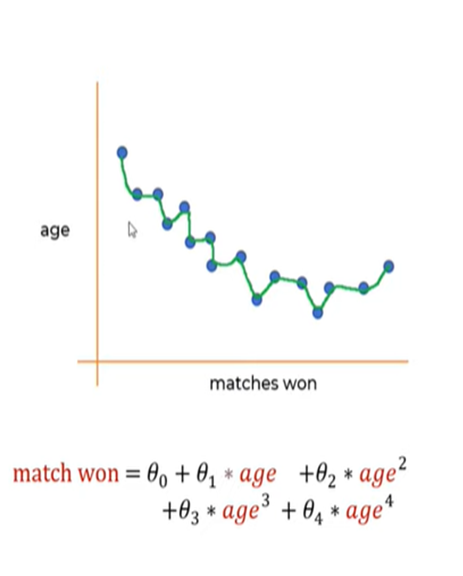 age
matches won
match won = θ₀ + θ₁ * age +θ₂ * age²
+θ₃ * age³ + θ₄ * age⁴